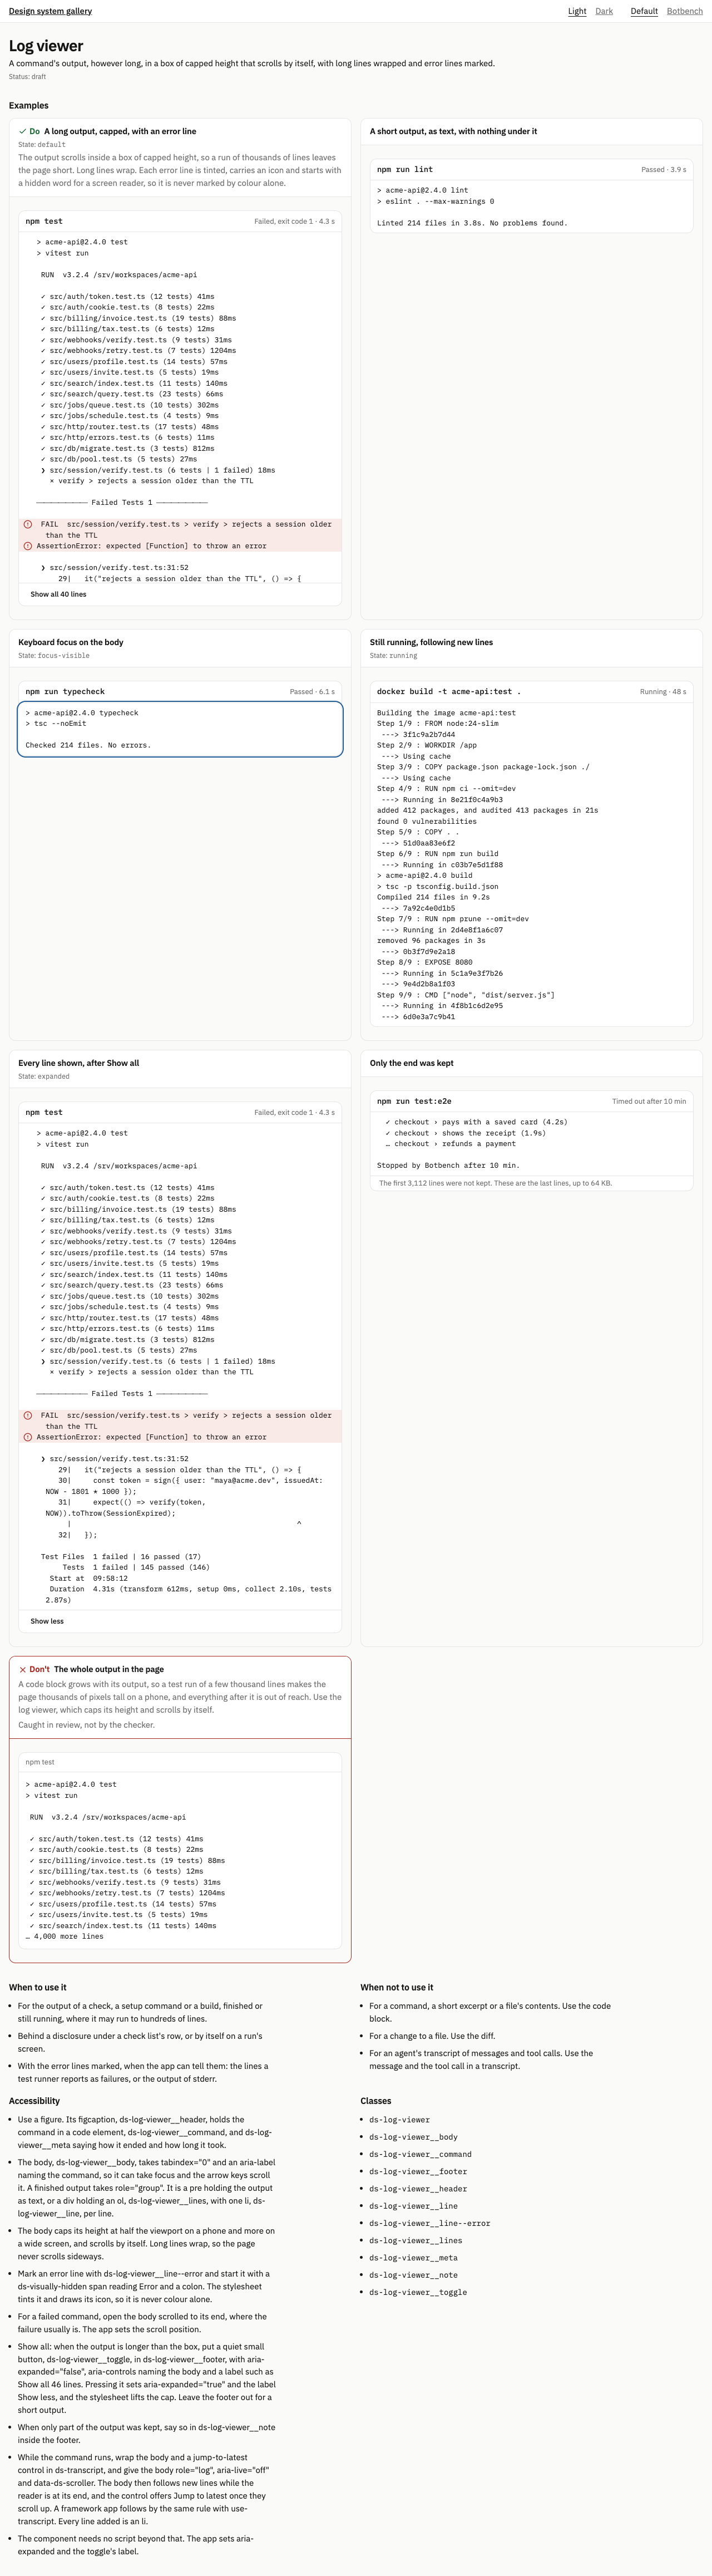 Design system gallery
Light Dark Default Botbench
Log viewer
A command's output, however long, in a box of capped height that scrolls by itself, with long lines wrapped and error lines marked.
Status: draft
Examples
✓ Do A long output, capped, with an error line
State: default
The output scrolls inside a box of capped height, so a run of thousands of lines leaves
the page short. Long lines wrap. Each error line is tinted, carries an icon and starts with
a hidden word for a screen reader, so it is never marked by colour alone.
npm test Failed, exit code 1 · 4.3 s
> acme-api@2.4.0 test
> vitest run
RUN v3.2.4 /srv/workspaces/acme-api
✓ src/auth/token.test.ts (12 tests) 41ms
✓ src/auth/cookie.test.ts (8 tests) 22ms
✓ src/billing/invoice.test.ts (19 tests) 88ms
✓ src/billing/tax.test.ts (6 tests) 12ms
✓ src/webhooks/verify.test.ts (9 tests) 31ms
✓ src/webhooks/retry.test.ts (7 tests) 1204ms
✓ src/users/profile.test.ts (14 tests) 57ms
✓ src/users/invite.test.ts (5 tests) 19ms
✓ src/search/index.test.ts (11 tests) 140ms
✓ src/search/query.test.ts (23 tests) 66ms
✓ src/jobs/queue.test.ts (10 tests) 302ms
✓ src/jobs/schedule.test.ts (4 tests) 9ms
✓ src/http/router.test.ts (17 tests) 48ms
✓ src/http/errors.test.ts (6 tests) 11ms
✓ src/db/migrate.test.ts (3 tests) 812ms
✓ src/db/pool.test.ts (5 tests) 27ms
❯ src/session/verify.test.ts (6 tests | 1 failed) 18ms
× verify > rejects a session older than the TTL
———————————— Failed Tests 1 ————————————
FAIL src/session/verify.test.ts > verify > rejects a session older
than the TTL
AssertionError: expected [Function] to throw an error
❯ src/session/verify.test.ts:31:52
29| it("rejects a session older than the TTL", () => {
Show all 40 lines
A short output, as text, with nothing under it
npm run lint Passed · 3.9 s
> acme-api@2.4.0 lint
> eslint . --max-warnings 0
Linted 214 files in 3.8s. No problems found.
Keyboard focus on the body
State: focus-visible
npm run typecheck Passed · 6.1 s
> acme-api@2.4.0 typecheck
> tsc --noEmit
Checked 214 files. No errors.
Still running, following new lines
State: running
docker build -t acme-api:test . Running · 48 s
Building the image acme-api:test
Step 1/9 : FROM node:24-slim
---> 3f1c9a2b7d44
Step 2/9 : WORKDIR /app
---> Using cache
Step 3/9 : COPY package.json package-lock.json ./
---> Using cache
Step 4/9 : RUN npm ci --omit=dev
---> Running in 8e21f0c4a9b3
added 412 packages, and audited 413 packages in 21s
found 0 vulnerabilities
Step 5/9 : COPY . .
---> 51d0aa83e6f2
Step 6/9 : RUN npm run build
---> Running in c03b7e5d1f88
> acme-api@2.4.0 build
> tsc -p tsconfig.build.json
Compiled 214 files in 9.2s
---> 7a92c4e0d1b5
Step 7/9 : RUN npm prune --omit=dev
---> Running in 2d4e8f1a6c07
removed 96 packages in 3s
---> 0b3f7d9e2a18
Step 8/9 : EXPOSE 8080
---> Running in 5c1a9e3f7b26
---> 9e4d2b8a1f03
Step 9/9 : CMD ["node", "dist/server.js"]
---> Running in 4f8b1c6d2e95
---> 6d0e3a7c9b41
Every line shown, after Show all
State: expanded
npm test Failed, exit code 1 · 4.3 s
> acme-api@2.4.0 test
> vitest run
RUN v3.2.4 /srv/workspaces/acme-api
✓ src/auth/token.test.ts (12 tests) 41ms
✓ src/auth/cookie.test.ts (8 tests) 22ms
✓ src/billing/invoice.test.ts (19 tests) 88ms
✓ src/billing/tax.test.ts (6 tests) 12ms
✓ src/webhooks/verify.test.ts (9 tests) 31ms
✓ src/webhooks/retry.test.ts (7 tests) 1204ms
✓ src/users/profile.test.ts (14 tests) 57ms
✓ src/users/invite.test.ts (5 tests) 19ms
✓ src/search/index.test.ts (11 tests) 140ms
✓ src/search/query.test.ts (23 tests) 66ms
✓ src/jobs/queue.test.ts (10 tests) 302ms
✓ src/jobs/schedule.test.ts (4 tests) 9ms
✓ src/http/router.test.ts (17 tests) 48ms
✓ src/http/errors.test.ts (6 tests) 11ms
✓ src/db/migrate.test.ts (3 tests) 812ms
✓ src/db/pool.test.ts (5 tests) 27ms
❯ src/session/verify.test.ts (6 tests | 1 failed) 18ms
× verify > rejects a session older than the TTL
———————————— Failed Tests 1 ————————————
FAIL src/session/verify.test.ts > verify > rejects a session older
than the TTL
AssertionError: expected [Function] to throw an error
❯ src/session/verify.test.ts:31:52
29| it("rejects a session older than the TTL", () => {
30| const token = sign({ user: "maya@acme.dev", issuedAt:
NOW - 1801 * 1000 });
31| expect(() => verify(token,
NOW)).toThrow(SessionExpired);
| ^
32| });
Test Files 1 failed | 16 passed (17)
Tests 1 failed | 145 passed (146)
Start at 09:58:12
Duration 4.31s (transform 612ms, setup 0ms, collect 2.10s, tests
2.87s)
Show less
Only the end was kept
npm run test:e2e Timed out after 10 min
✓ checkout › pays with a saved card (4.2s)
✓ checkout › shows the receipt (1.9s)
… checkout › refunds a payment
Stopped by Botbench after 10 min.
The first 3,112 lines were not kept. These are the last lines, up to 64 KB.
× Don't The whole output in the page
A code block grows with its output, so a test run of a few thousand lines makes the
page thousands of pixels tall on a phone, and everything after it is out of reach. Use the
log viewer, which caps its height and scrolls by itself.
Caught in review, not by the checker.
npm test
> acme-api@2.4.0 test
> vitest run
RUN v3.2.4 /srv/workspaces/acme-api
✓ src/auth/token.test.ts (12 tests) 41ms
✓ src/auth/cookie.test.ts (8 tests) 22ms
✓ src/billing/invoice.test.ts (19 tests) 88ms
✓ src/billing/tax.test.ts (6 tests) 12ms
✓ src/webhooks/verify.test.ts (9 tests) 31ms
✓ src/webhooks/retry.test.ts (7 tests) 1204ms
✓ src/users/profile.test.ts (14 tests) 57ms
✓ src/users/invite.test.ts (5 tests) 19ms
✓ src/search/index.test.ts (11 tests) 140ms
… 4,000 more lines
When to use it
• For the output of a check, a setup command or a build, finished or
still running, where it may run to hundreds of lines.
• Behind a disclosure under a check list's row, or by itself on a run's
screen.
• With the error lines marked, when the app can tell them: the lines a
test runner reports as failures, or the output of stderr.
When not to use it
• For a command, a short excerpt or a file's contents. Use the code
block.
• For a change to a file. Use the diff.
• For an agent's transcript of messages and tool calls. Use the
message and the tool call in a transcript.
Accessibility
• Use a figure. Its figcaption, ds-log-viewer__header, holds the
command in a code element, ds-log-viewer__command, and ds-log-
viewer__meta saying how it ended and how long it took.
• The body, ds-log-viewer__body, takes tabindex="0" and an aria-label
naming the command, so it can take focus and the arrow keys scroll
it. A finished output takes role="group". It is a pre holding the output
as text, or a div holding an ol, ds-log-viewer__lines, with one li, ds-
log-viewer__line, per line.
• The body caps its height at half the viewport on a phone and more on
a wide screen, and scrolls by itself. Long lines wrap, so the page
never scrolls sideways.
• Mark an error line with ds-log-viewer__line--error and start it with a
ds-visually-hidden span reading Error and a colon. The stylesheet
tints it and draws its icon, so it is never colour alone.
• For a failed command, open the body scrolled to its end, where the
failure usually is. The app sets the scroll position.
• Show all: when the output is longer than the box, put a quiet small
button, ds-log-viewer__toggle, in ds-log-viewer__footer, with aria-
expanded="false", aria-controls naming the body and a label such as
Show all 46 lines. Pressing it sets aria-expanded="true" and the label
Show less, and the stylesheet lifts the cap. Leave the footer out for a
short output.
• When only part of the output was kept, say so in ds-log-viewer__note
inside the footer.
• While the command runs, wrap the body and a jump-to-latest
control in ds-transcript, and give the body role="log", aria-live="off"
and data-ds-scroller. The body then follows new lines while the
reader is at its end, and the control offers Jump to latest once they
scroll up. A framework app follows by the same rule with use-
transcript. Every line added is an li.
• The component needs no script beyond that. The app sets aria-
expanded and the toggle's label.
Classes
• ds-log-viewer
• ds-log-viewer__body
• ds-log-viewer__command
• ds-log-viewer__footer
• ds-log-viewer__header
• ds-log-viewer__line
• ds-log-viewer__line--error
• ds-log-viewer__lines
• ds-log-viewer__meta
• ds-log-viewer__note
• ds-log-viewer__toggle